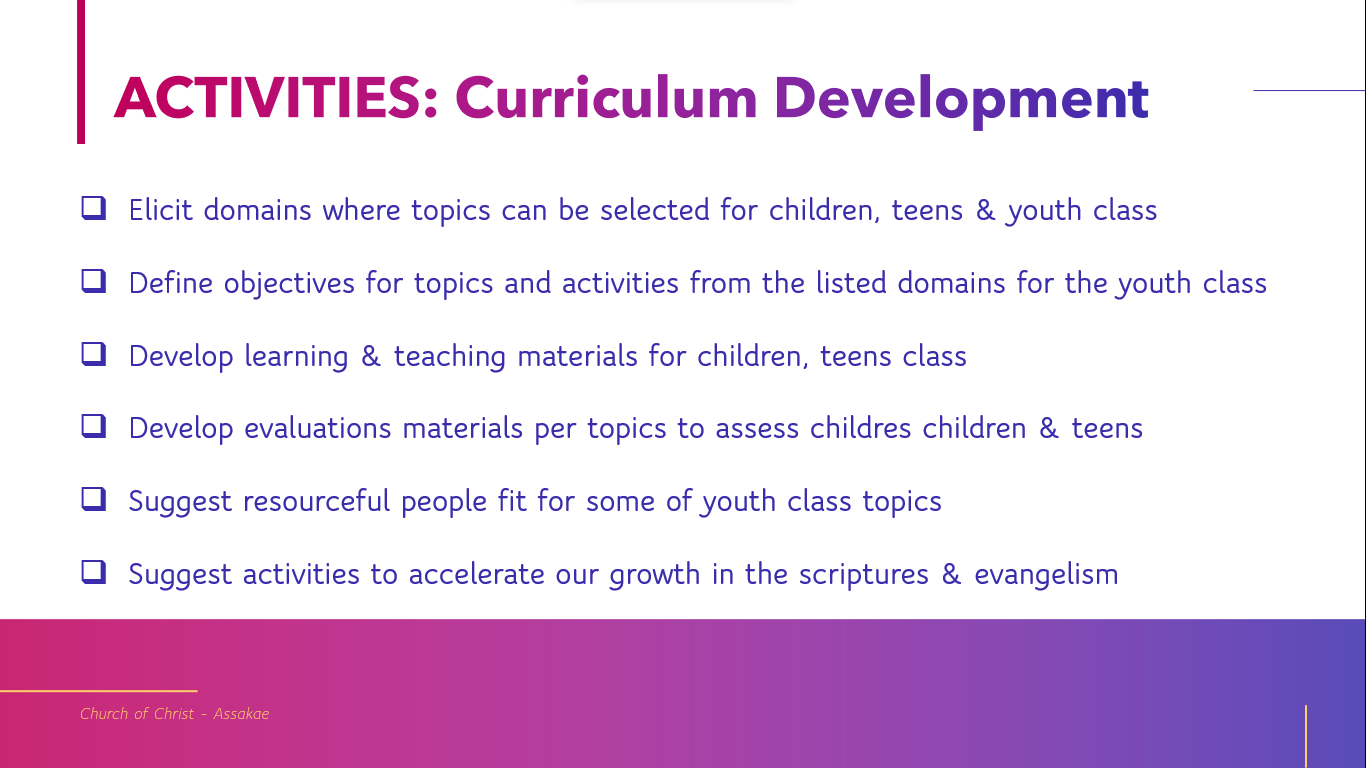 ACTIVITIES: Curriculum Development
❑ Elicit domains where topics can be selected for children, teens & youth class
❑ Define objectives for topics and activities from the listed domains for the youth class
❑ Develop learning & teaching materials for children, teens class
❑ Develop evaluations materials per topics to assess childres children & teens
❑ Suggest resourceful people fit for some of youth class topics
❑ Suggest activities to accelerate our growth in the scriptures & evangelism
Church of Christ - Assakae